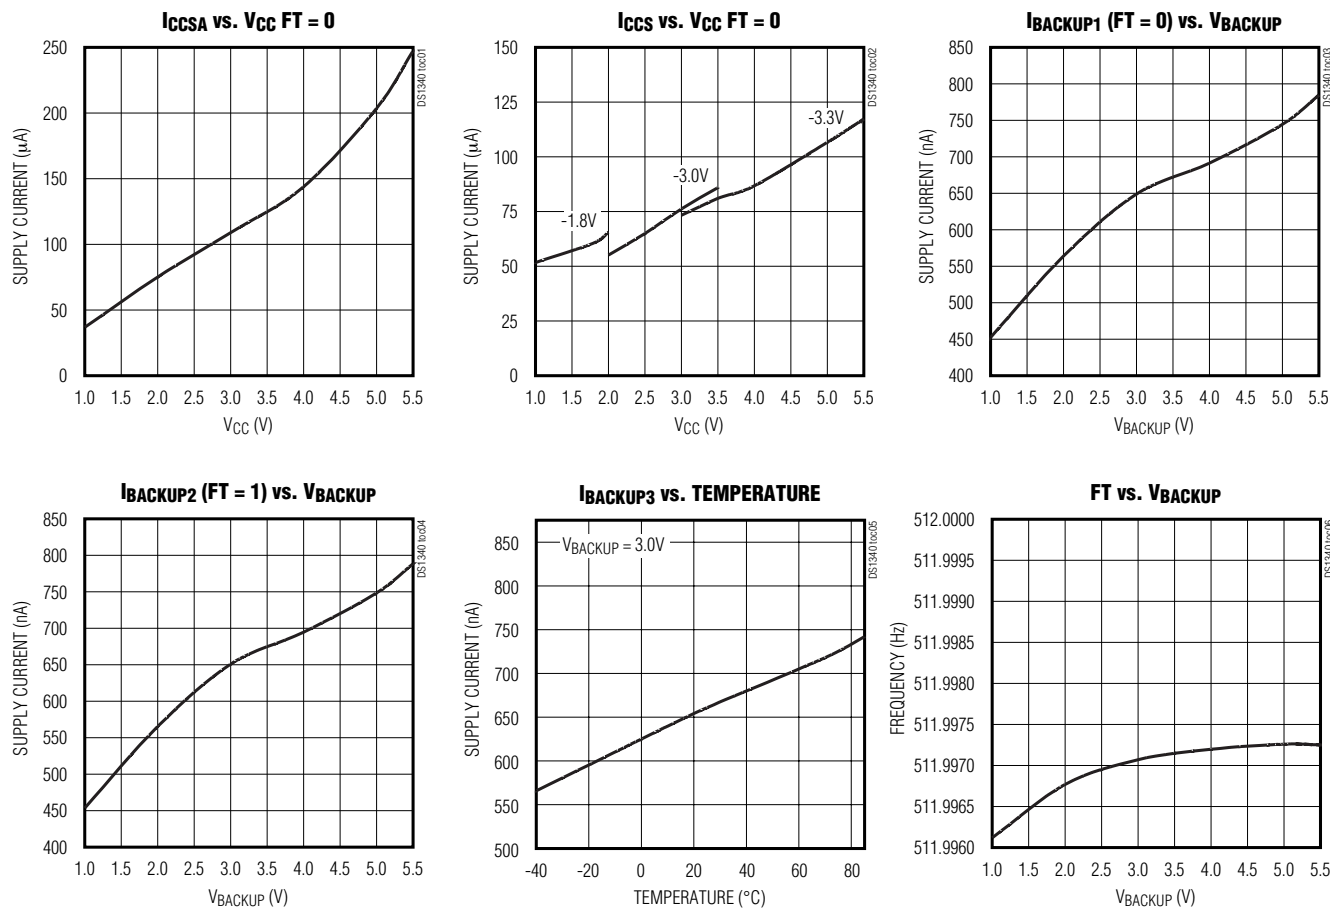 ICCSA vs. VCC FT = 0
SUPPLY CURRENT (µA)
250
200
150
100
50
0
1.0 1.5 2.0 2.5 3.0 3.5 4.0 4.5 5.0 5.5
VCC (V)
DS1340 toc01
ICCS vs. VCC FT = 0
SUPPLY CURRENT (µA)
150
125
100
75
50
25
0
-1.8V
-3.0V
-3.3V
1.0 1.5 2.0 2.5 3.0 3.5 4.0 4.5 5.0 5.5
VCC (V)
DS1340 toc02
IBACKUP1 (FT = 0) vs. VBACKUP
SUPPLY CURRENT (nA)
850
800
750
700
650
600
550
500
450
400
1.0 1.5 2.0 2.5 3.0 3.5 4.0 4.5 5.0 5.5
VBACKUP (V)
DS1340 toc03
IBACKUP2 (FT = 1) vs. VBACKUP
SUPPLY CURRENT (nA)
850
800
750
700
650
600
550
500
450
400
1.0 1.5 2.0 2.5 3.0 3.5 4.0 4.5 5.0 5.5
VBACKUP (V)
DS1340 toc04
IBACKUP3 vs. TEMPERATURE
SUPPLY CURRENT (nA)
850
800
750
700
650
600
550
500
VBACKUP = 3.0V
-40 -20 0 20 40 60 80
TEMPERATURE (°C)
DS1340 toc05
FT vs. VBACKUP
FREQUENCY (Hz)
512.0000
511.9995
511.9990
511.9985
511.9980
511.9975
511.9970
511.9965
511.9960
1.0 1.5 2.0 2.5 3.0 3.5 4.0 4.5 5.0 5.5
VBACKUP (V)
DS1340 toc06